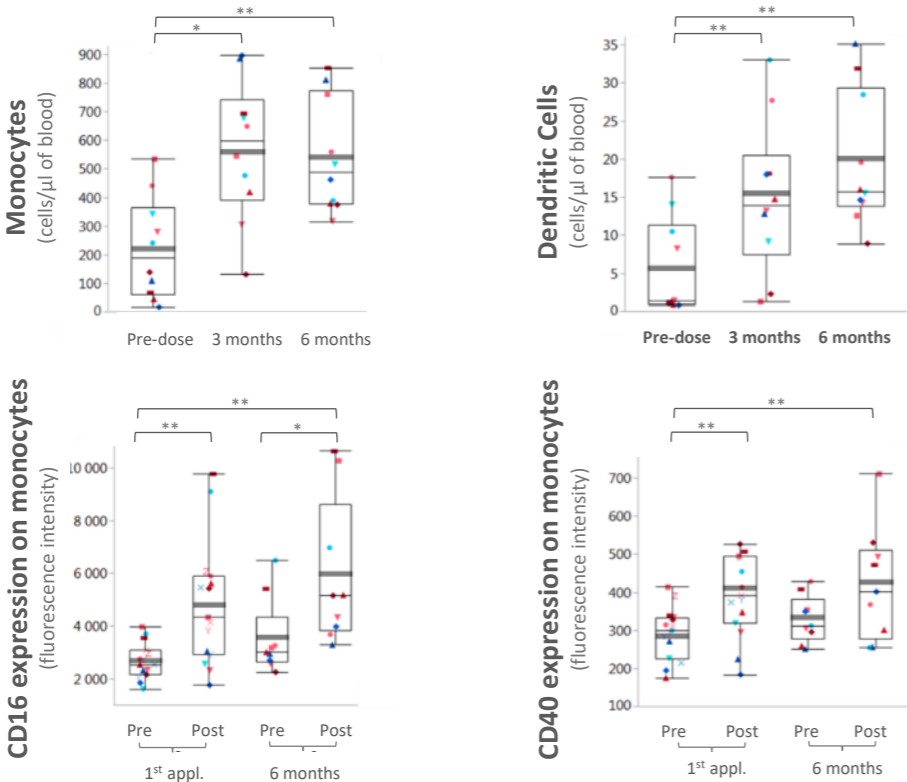 **
*
Monocytes
(cells/µl of blood)
900
800
700
600
500
400
300
200
100
0
Pre-dose 3 months 6 months
**
**
Dendritic Cells
(cells/µl of blood)
35
30
25
20
15
10
5
0
Pre-dose 3 months 6 months
**
** *
CD16 expression on monocytes
(fluorescence intensity)
10 000
8 000
6 000
4 000
2 000
Pre Post Pre Post
1st appl. 6 months
**
**
CD40 expression on monocytes
(fluorescence intensity)
700
600
500
400
300
200
100
Pre Post Pre Post
1st appl. 6 months